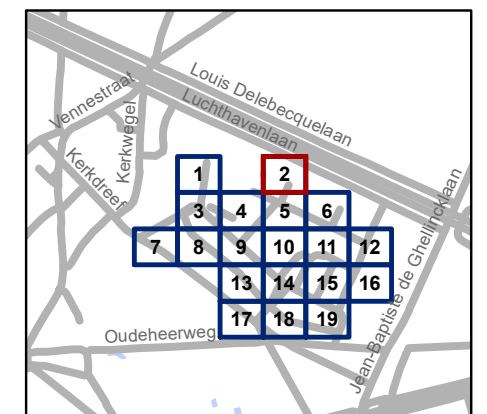 Louis Delebecquelaan
Luchthavenlaan
Vennestraat
Kerkwegel
Kerkdreef
1 2
3 4 5 6
7 8 9 10 11 12
13 14 15 16
17 18 19
Jean-Baptiste de Ghellincklaan
Oudeheerweg